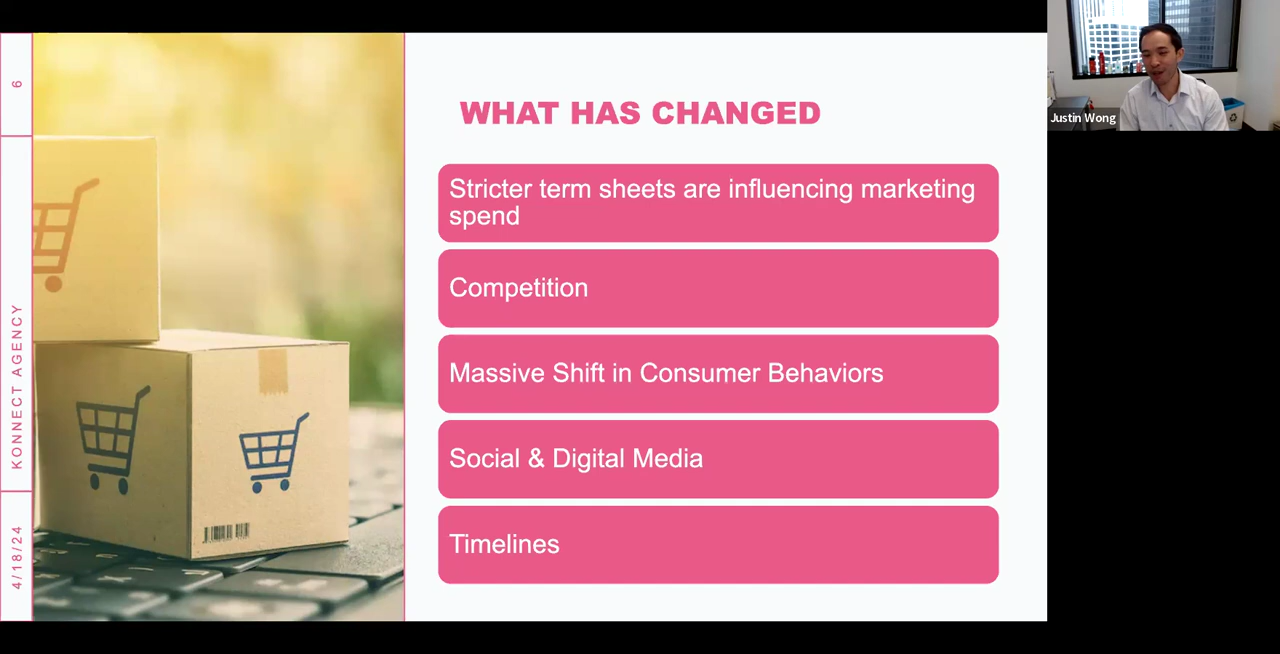 6
KONNECT AGENCY
4/18/24
WHAT HAS CHANGED
Stricter term sheets are influencing marketing
spend
Competition
Massive Shift in Consumer Behaviors
Social & Digital Media
Timelines
Justin Wong